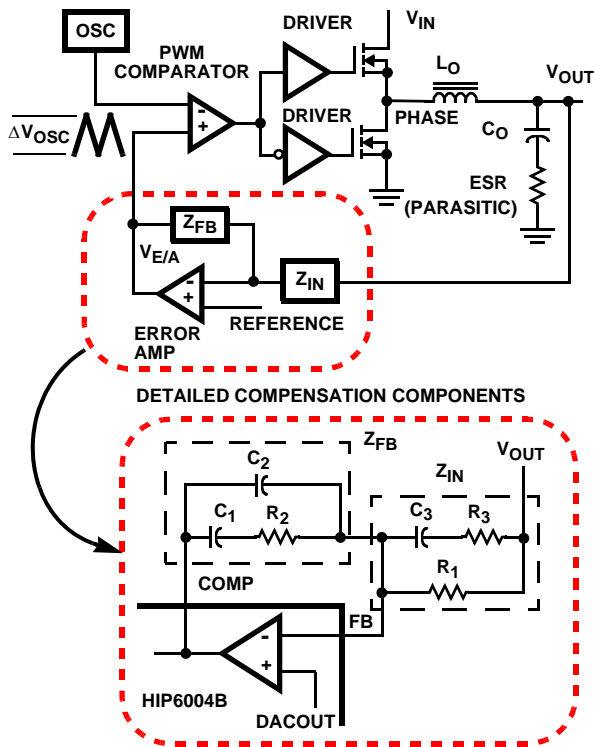 OSC
PWM
COMPARATOR
DRIVER
VIN
LO
VOUT
ΔVOSC
-
+
DRIVER
PHASE
CO
ESR
(PARASITIC)
ZFB
VE/A
-
+
ZIN
REFERENCE
ERROR
AMP
DETAILED COMPENSATION COMPONENTS
ZFB
VOUT
C2
ZIN
C1
R2
C3
R3
R1
COMP
FB
-
+
HIP6004B
DACOUT